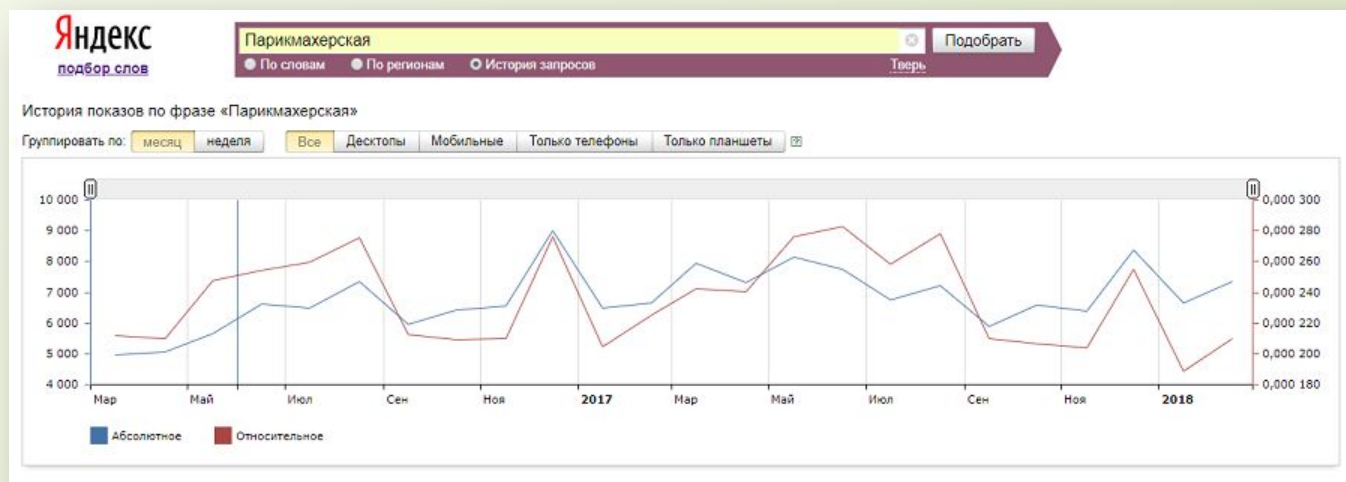 Яндекс
подбор слов
Парикмахерская
Подобрать
По словам По регионам История запросов Тверь
История показов по фразе «Парикмахерская»
Группировать по: месяц неделя Все Десктопы Мобильные Только телефоны Только планшеты ?
10 000 0,000 300
9 000 0,000 280
8 000 0,000 260
7 000 0,000 240
6 000 0,000 220
5 000 0,000 200
4 000 0,000 180
Мар Май Июл Сен Ноя 2017 Мар Май Июл Сен Ноя 2018
Абсолютное Относительное